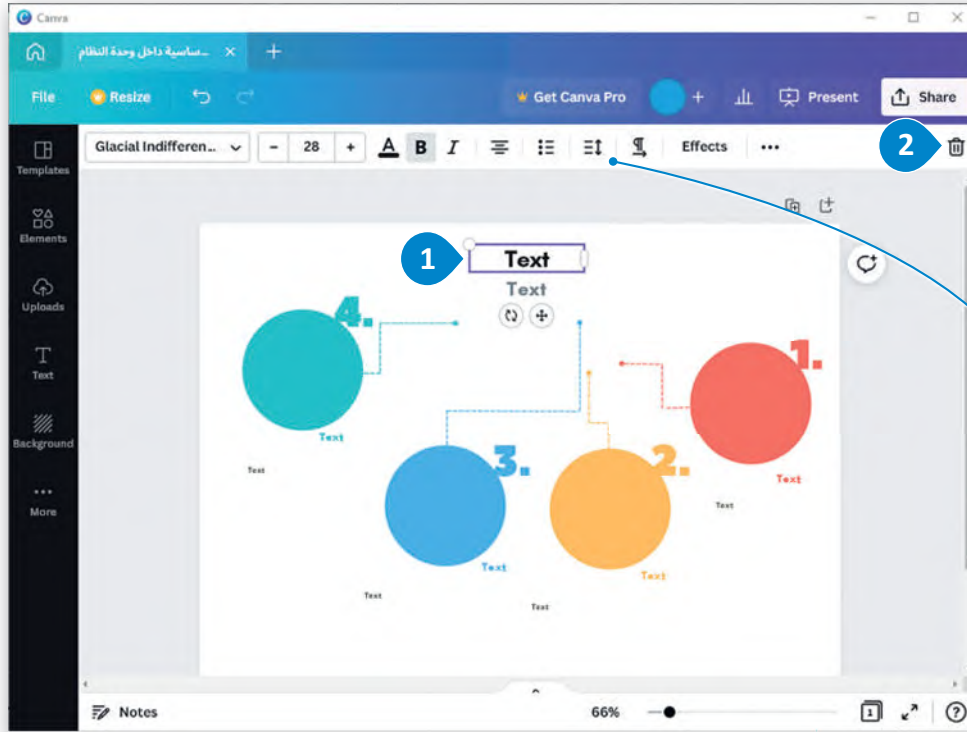 Canva
ساسية داخل وحدة النظام...
File
Resize
Get Canva Pro
Present
Share
Glacial Indifferen...
- 28 +
A B I
Effects
2
Templates
Elements
Uploads
Text
Background
More
1
Text
Text
4.
1.
Text
Text
3.
2.
Text
Text
Text
Text
Text
Text
Notes
66%
1
?